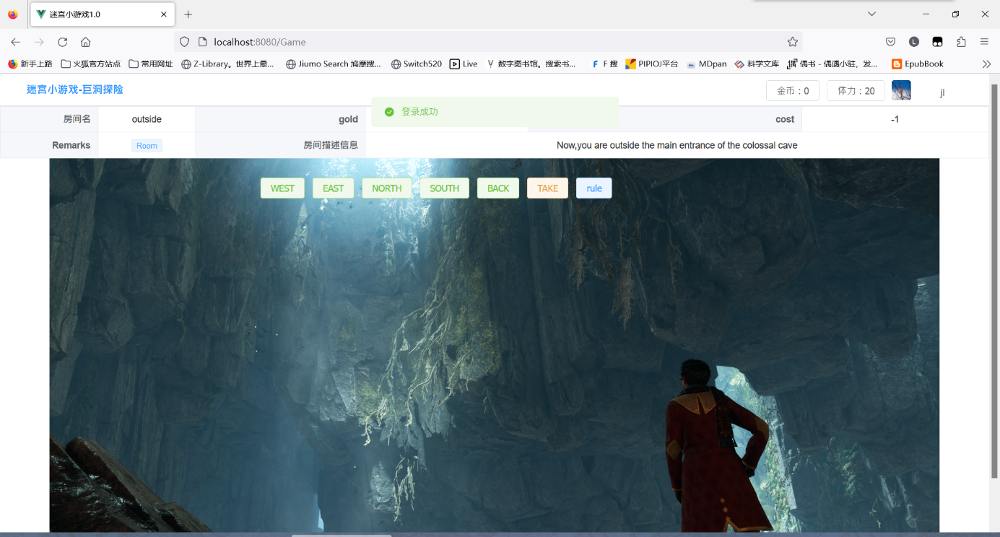 迷宫小游戏1.0
localhost:8080/Game
新手上路 火狐官方站点 常用网址 Z-Library。世界上最... Jiumo Search 鸠摩搜... Switch520 Live 数字图书馆。搜索书... F 搜 PIPIOJ平台 MDpan 科学文库 偶书 - 偶遇小驻，发... EpubBook
迷宫小游戏-巨洞探险 金币：0 体力：20 jl
登录成功
房间名 outside gold cost -1
Remarks Room 房间描述信息 Now,you are outside the main entrance of the colossal cave
WEST EAST NORTH SOUTH BACK TAKE rule